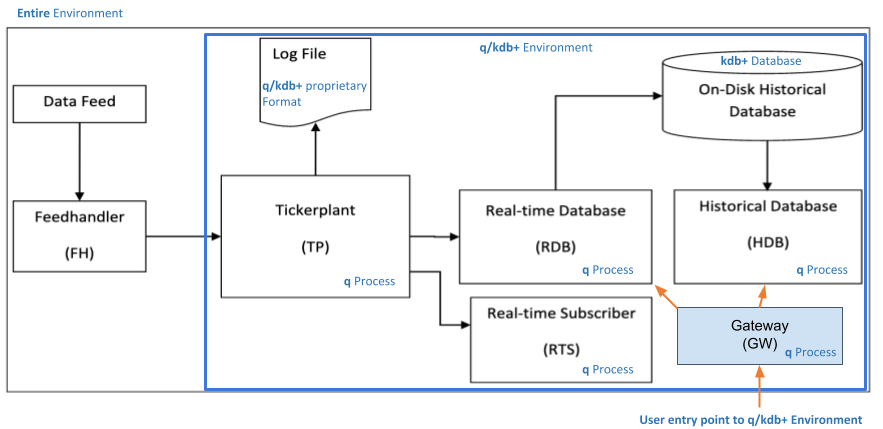 Entire Environment
q/kdb+ Environment
Log File
q/kdb+ proprietary
Format
kdb+ Database
On-Disk Historical
Database
Data Feed
Feedhandler
(FH)
Tickerplant
(TP)
q Process
Real-time Database
(RDB)
q Process
Historical Database
(HDB)
q Process
Real-time Subscriber
(RTS)
q Process
Gateway
(GW)
q Process
User entry point to q/kdb+ Environment